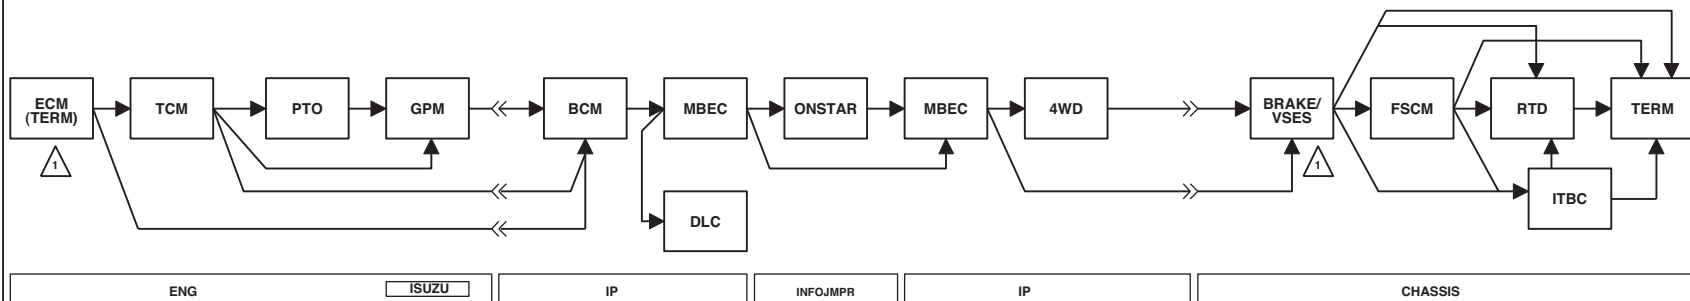 ECM
(TERM)
TCM
PTO
GPM
BCM
MBEC
ONSTAR
MBEC
4WD
BRAKE/
VSES
FSCM
RTD
TERM
1
1
ITBC
DLC
ENG
ISUZU
IP
INFOJMPR
IP
CHASSIS